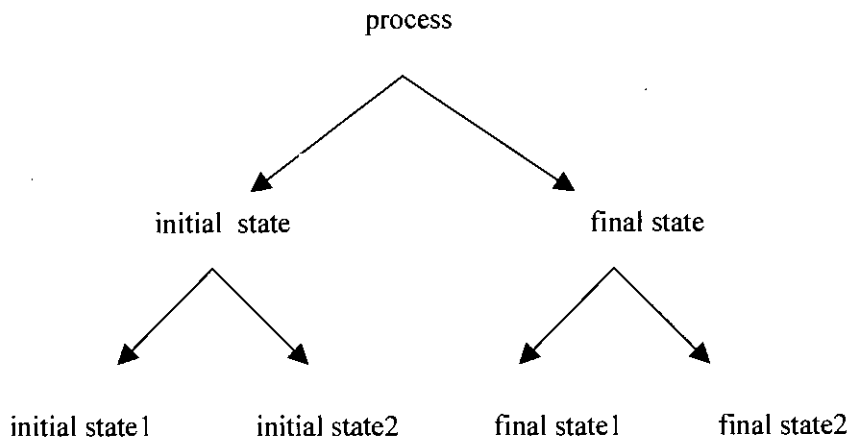 process
initial state
final state
initial state1
initial state2
final state1
final state2